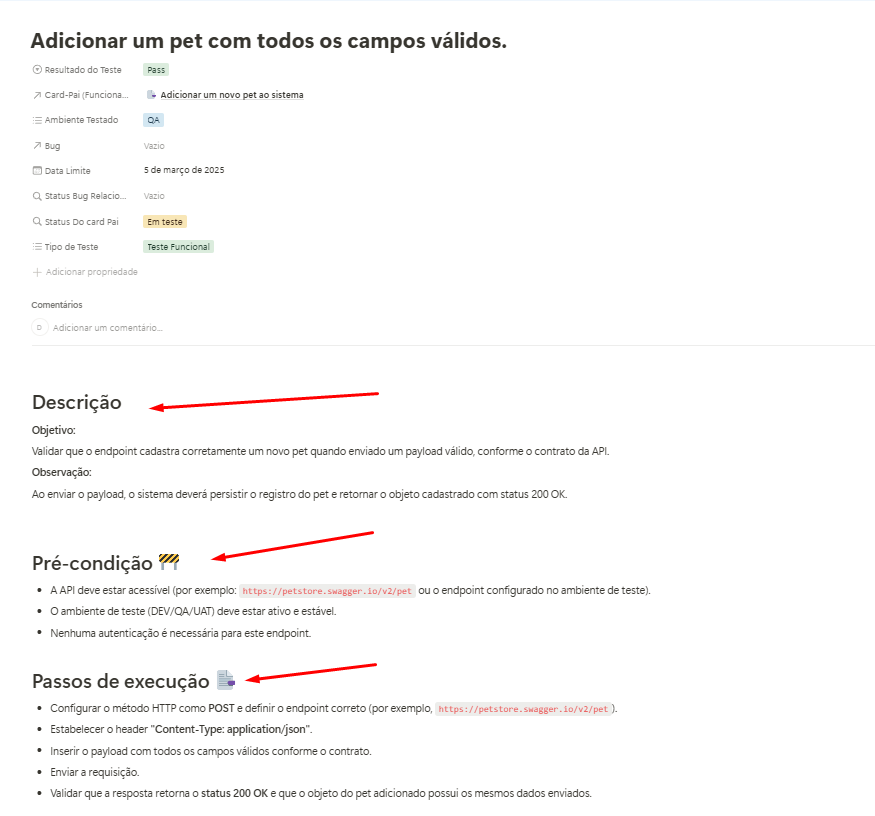 Adicionar um pet com todos os campos válidos.
Resultado do Teste Pass
Card-Pai (Funciona... Adicionar um novo pet ao sistema
Ambiente Testado QA
Bug Vazio
Data Limite 5 de março de 2025
Status Bug Relacio... Vazio
Status Do card Pai Em teste
Tipo de Teste Teste Funcional
Adicionar propriedade
Comentários
D Adicionar um comentário...
Descrição
Objetivo:
Validar que o endpoint cadastra corretamente um novo pet quando enviado um payload válido, conforme o contrato da API.
Observação:
Ao enviar o payload, o sistema deverá persistir o registro do pet e retornar o objeto cadastrado com status 200 OK.
Pré-condição 🚧
• A API deve estar acessível (por exemplo: https://petstore.swagger.io/v2/pet ou o endpoint configurado no ambiente de teste).
• O ambiente de teste (DEV/QA/UAT) deve estar ativo e estável.
• Nenhuma autenticação é necessária para este endpoint.
Passos de execução
• Configurar o método HTTP como POST e definir o endpoint correto (por exemplo, https://petstore.swagger.io/v2/pet ).
• Estabelecer o header "Content-Type: application/json".
• Inserir o payload com todos os campos válidos conforme o contrato.
• Enviar a requisição.
• Validar que a resposta retorna o status 200 OK e que o objeto do pet adicionado possui os mesmos dados enviados.